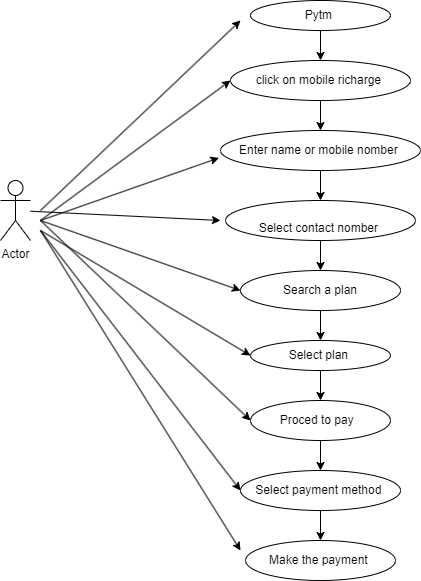 Pytm
click on mobile richarge
Enter name or mobile nomber
Select contact nomber
Actor
Search a plan
Select plan
Proced to pay
Select payment method
Make the payment